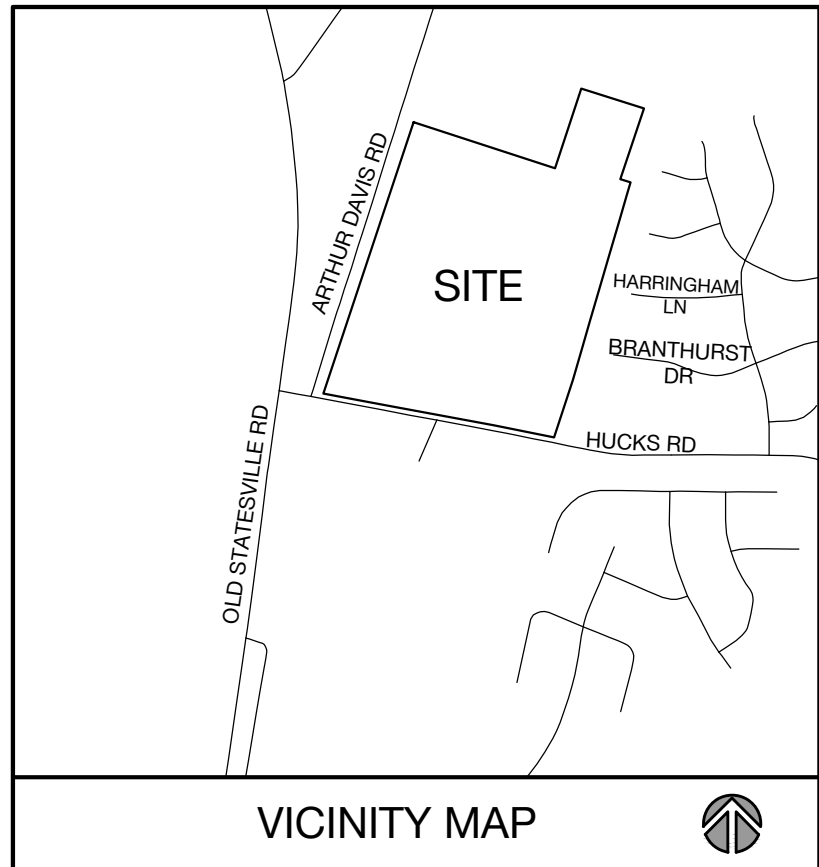 ARTHUR DAVIS RD
SITE
HARRINGHAM
LN
BRANTHURST
DR
HUCKS RD
OLD STATESVILLE RD
VICINITY MAP